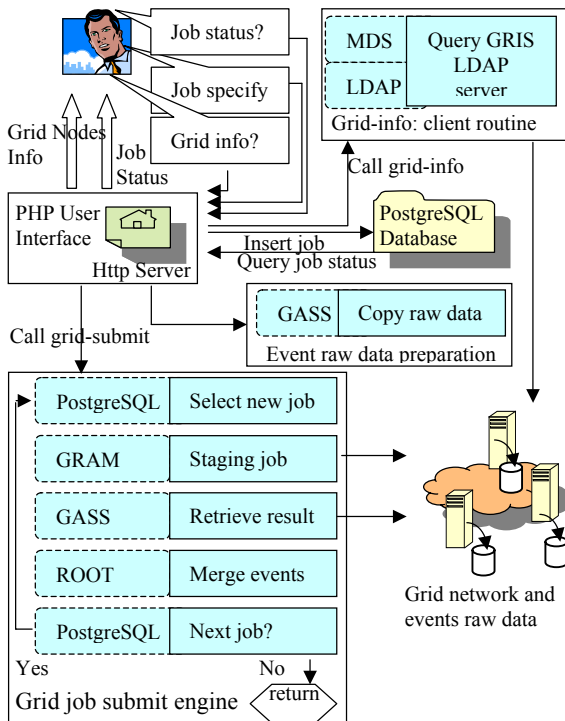 Job status?
Job specify
Grid info?
MDS
LDAP
Query GRIS
LDAP
server
Grid-info: client routine
Grid Nodes
Info
Job
Status
Call grid-info
PHP User
Interface
Http Server
PostgreSQL
Database
Insert job
Query job status
GASS
Copy raw data
Event raw data preparation
Call grid-submit
PostgreSQL
Select new job
GRAM
Staging job
GASS
Retrieve result
ROOT
Merge events
PostgreSQL
Next job?
Yes
No
Grid job submit engine
return
Grid network and
events raw data